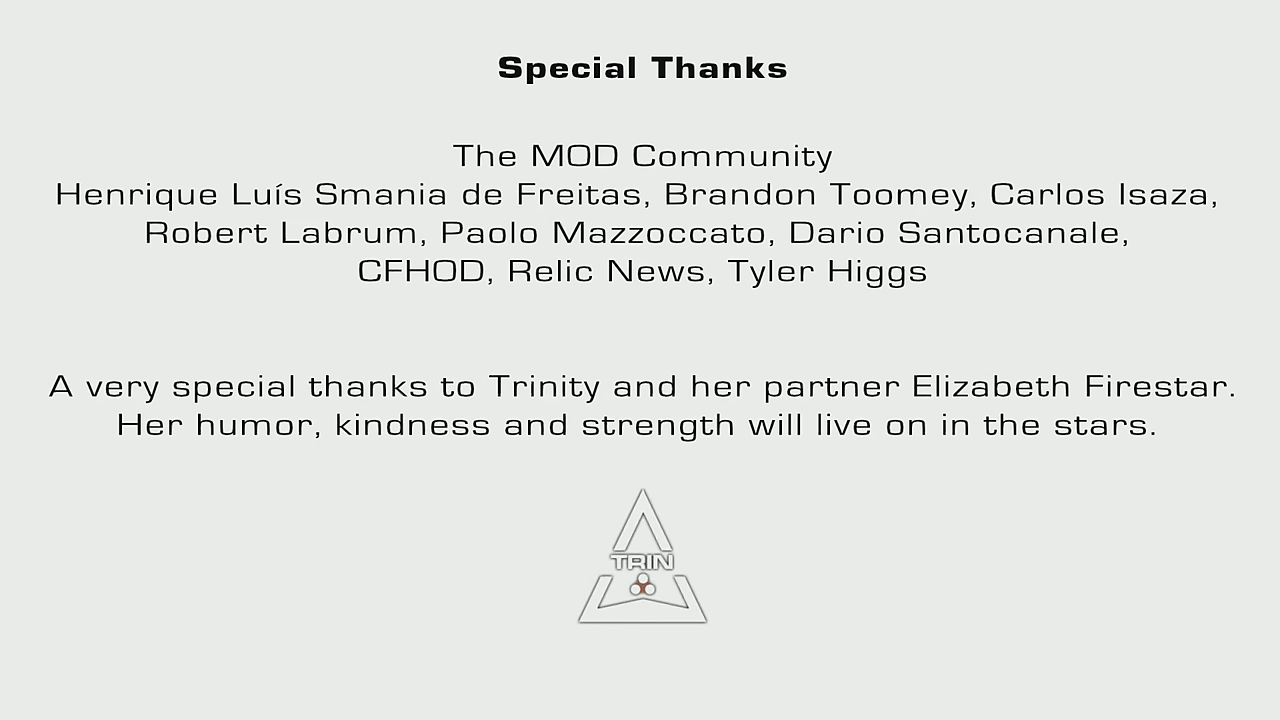 Special Thanks
The MOD Community
Henrique Luís Smania de Freitas, Brandon Toomey, Carlos Isaza,
Robert Labrum, Paolo Mazzoccato, Dario Santocanale,
CFHOD, Relic News, Tyler Higgs
A very special thanks to Trinity and her partner Elizabeth Firestar.
Her humor, kindness and strength will live on in the stars.
TRIN